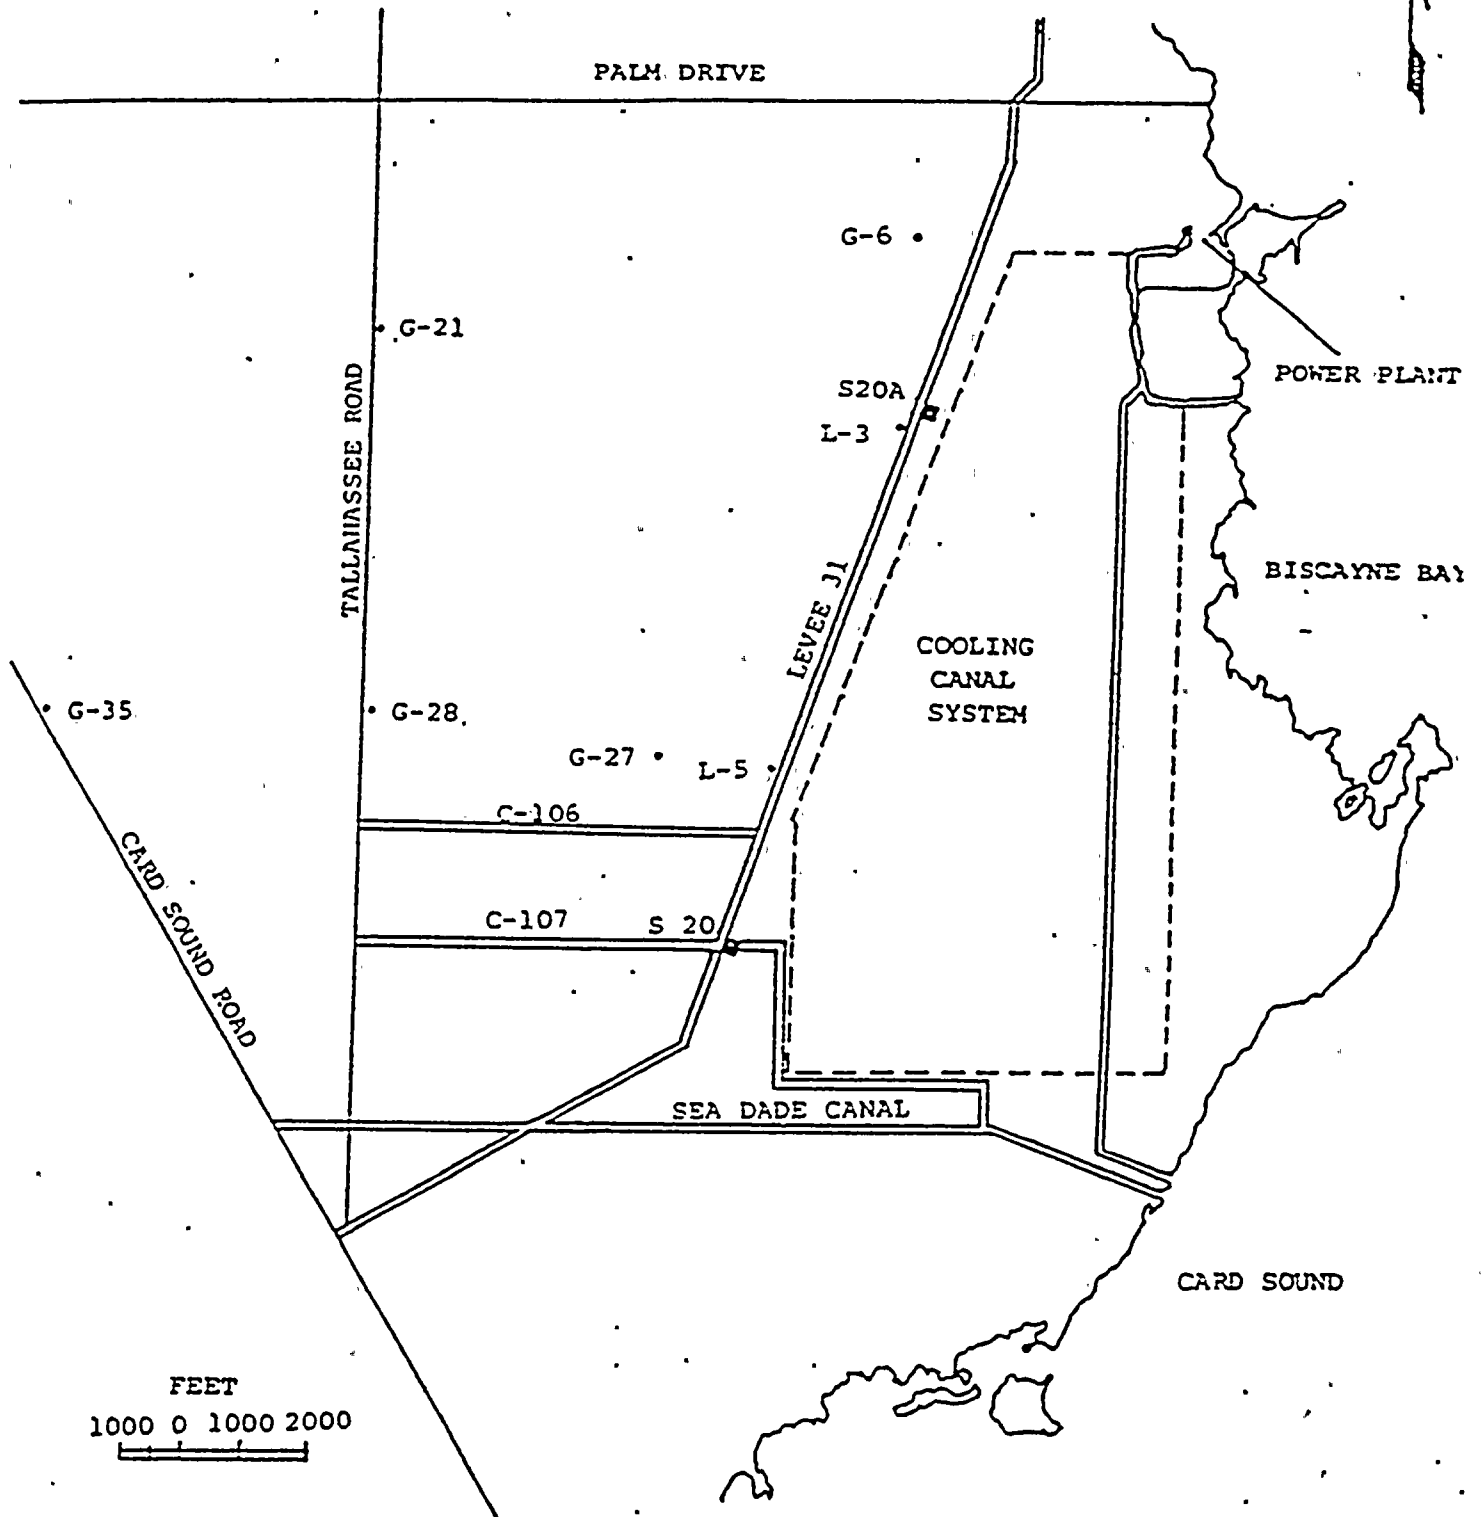 PALM DRIVE
G-6
G-21
S20A
L-3
POWER PLANT
TALLAHASSEE ROAD
LEVEE 31
BISCAYNE BAY
COOLING
CANAL
SYSTEM
G-35
G-28
G-27
L-5
C-106
CARD SOUND ROAD
C-107
S 20
SEA DADE CANAL
CARD SOUND
FEET
1000 0 1000 2000